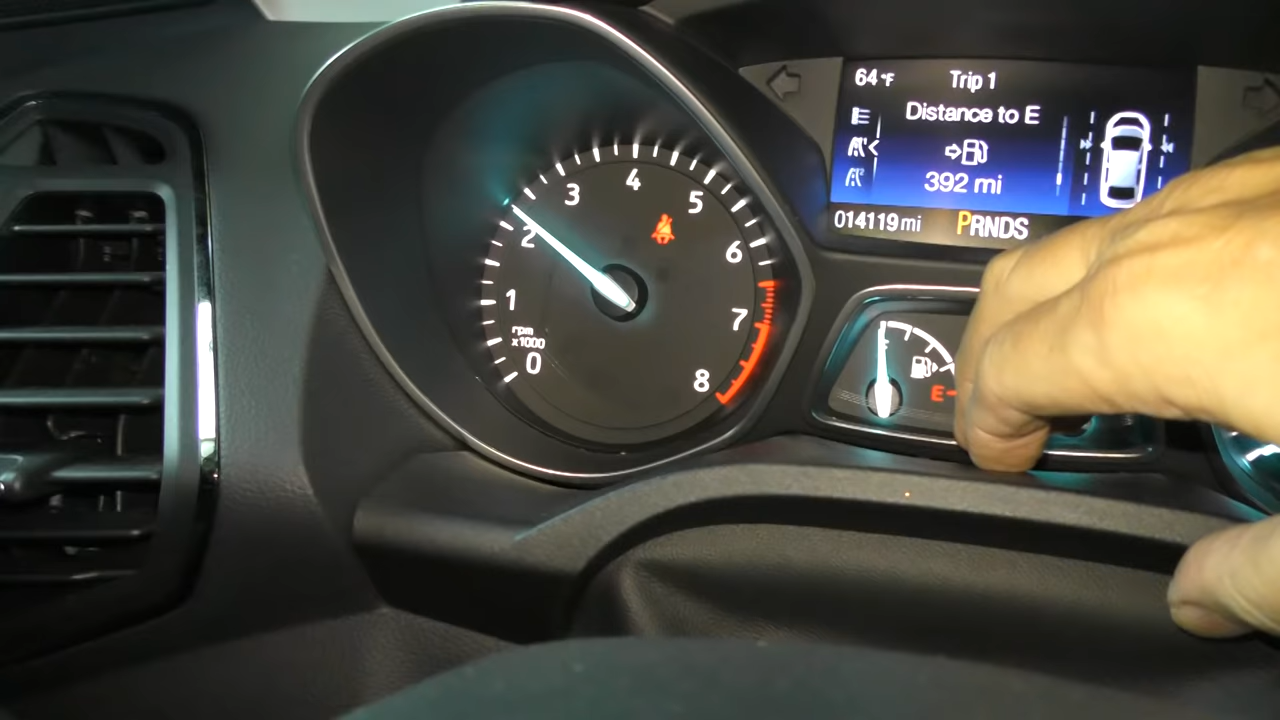 64°F
Trip 1
Distance to E
392 mi
014119 mi
PRNDS
0
1
2
3
4
5
6
7
8
rpm
x1000
E